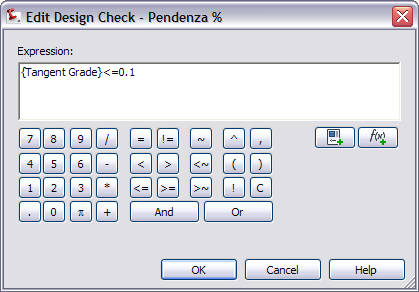 Edit Design Check - Pendenza %
Expression:
{Tangent Grade}<=0.1
7 8 9 / = != ~ ^ , f(x)
4 5 6 - < > <~ ( )
1 2 3 * <= >= >~ ! C
. 0 π + And Or
OK Cancel Help